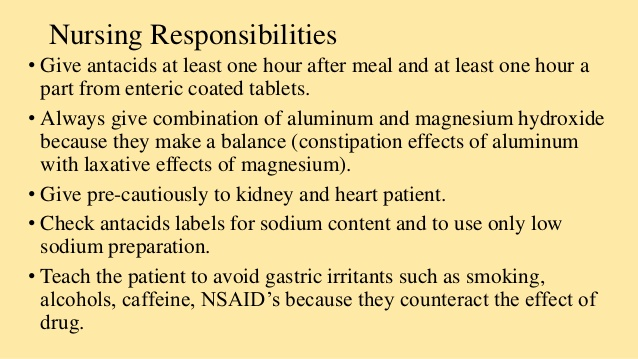 Nursing Responsibilities
• Give antacids at least one hour after meal and at least one hour a
part from enteric coated tablets.
• Always give combination of aluminum and magnesium hydroxide
because they make a balance (constipation effects of aluminum
with laxative effects of magnesium).
• Give pre-cautiously to kidney and heart patient.
• Check antacids labels for sodium content and to use only low
sodium preparation.
• Teach the patient to avoid gastric irritants such as smoking,
alcohols, caffeine, NSAID’s because they counteract the effect of
drug.